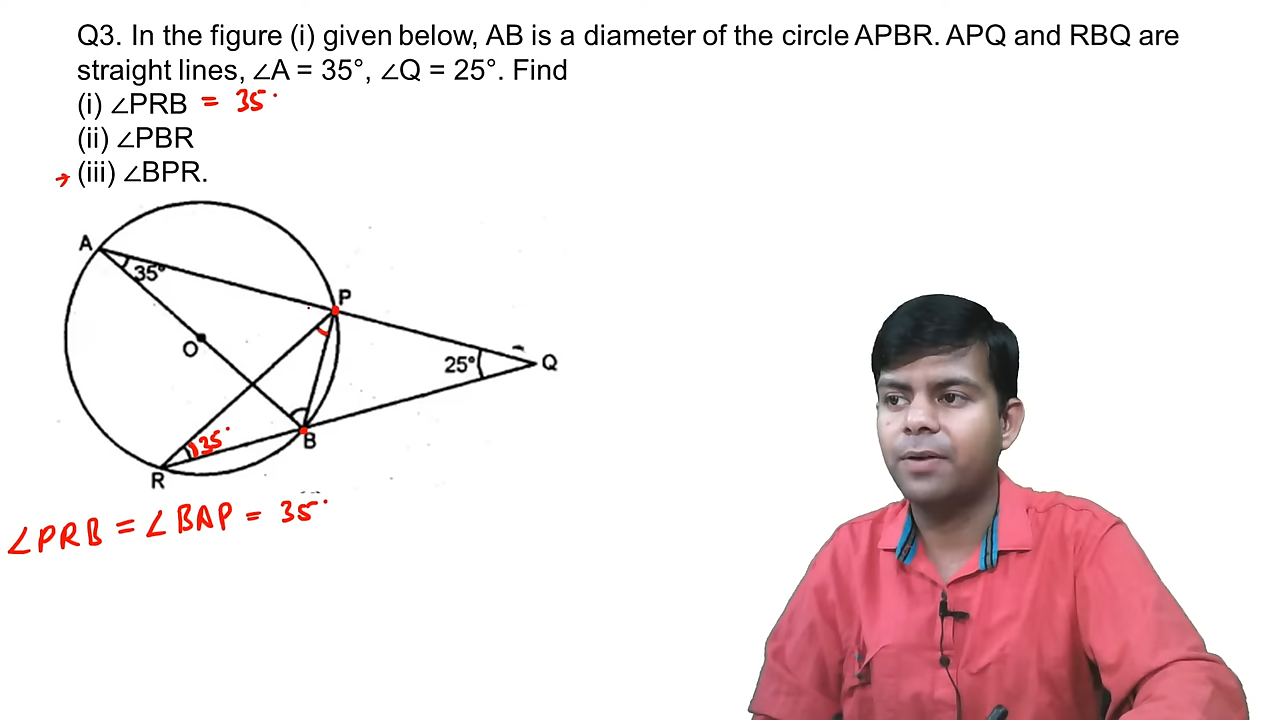 Q3. In the figure (i) given below, AB is a diameter of the circle APBR. APQ and RBQ are
straight lines, ∠A = 35°, ∠Q = 25°. Find
(i) ∠PRB = 35°
(ii) ∠PBR
→ (iii) ∠BPR.
A
35°
P
O
25°
Q
35°
B
R
∠PRB = ∠BAP = 35°